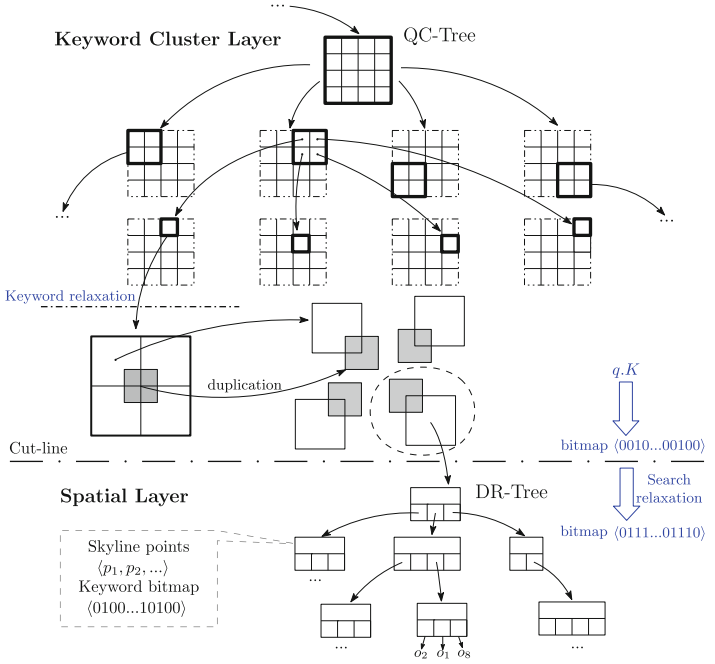 ...
Keyword Cluster Layer
QC-Tree
...
...
Keyword relaxation
duplication
q.K
bitmap ⟨0010...00100⟩
Cut-line
Spatial Layer
DR-Tree
Search
relaxation
bitmap ⟨0111...01110⟩
Skyline points
⟨p₁, p₂, ...⟩
Keyword bitmap
⟨0100...10100⟩
...
...
o₂ o₁ o₈
...